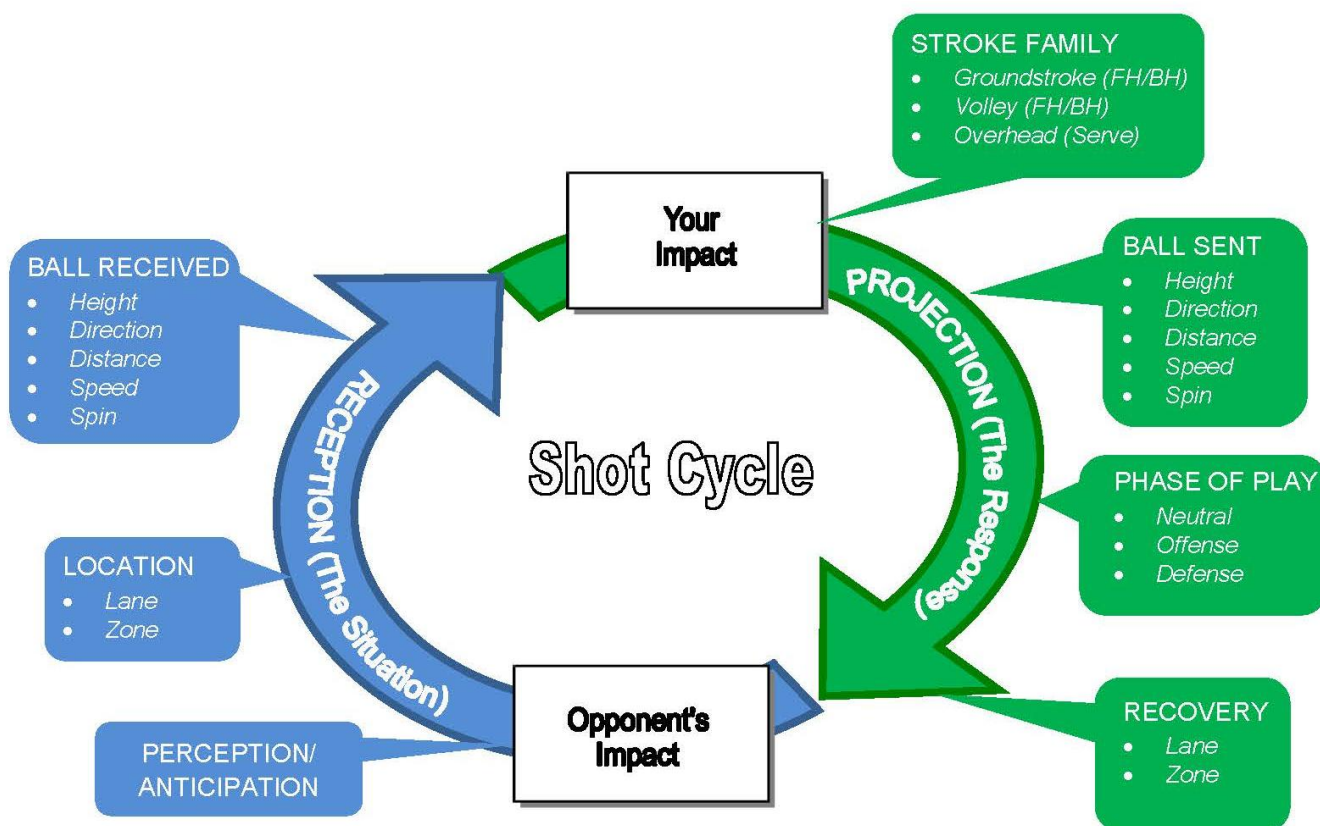 STROKE FAMILY
• Groundstroke (FH/BH)
• Volley (FH/BH)
• Overhead (Serve)
Your
Impact
BALL RECEIVED
• Height
• Direction
• Distance
• Speed
• Spin
BALL SENT
• Height
• Direction
• Distance
• Speed
• Spin
PROJECTION (The Response)
RECEPTION (The Situation)
Shot Cycle
PHASE OF PLAY
• Neutral
• Offense
• Defense
LOCATION
• Lane
• Zone
Opponent's
Impact
RECOVERY
• Lane
• Zone
PERCEPTION/
ANTICIPATION